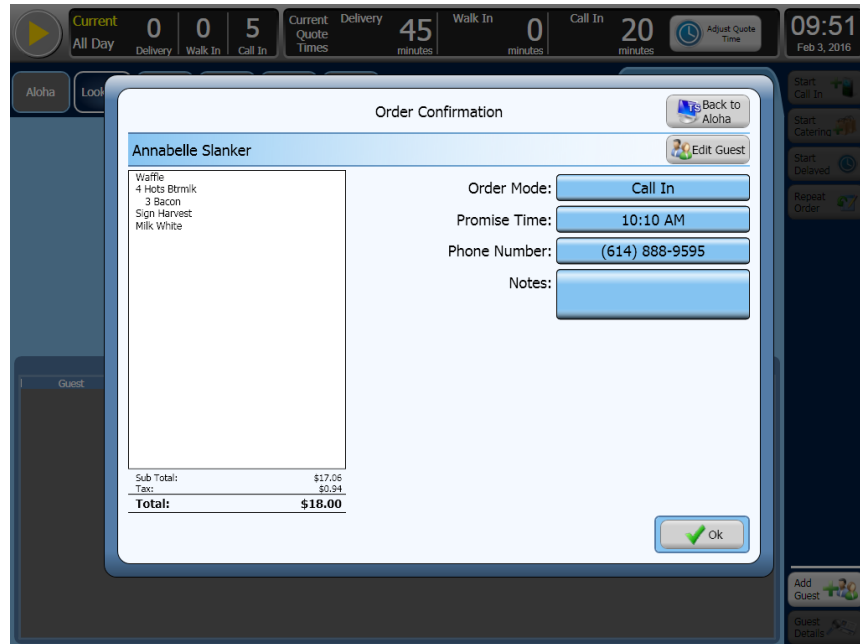 Current
All Day
0
Delivery
0
Walk In
5
Call In
Current
Quote
Times
Delivery
45
minutes
Walk In
0
minutes
Call In
20
minutes
Adjust Quote
Time
09:51
Feb 3, 2016
Aloha
Look
Start
Call In
Start
Catering
Start
Delayed
Repeat
Order
Order Confirmation
Back to
Aloha
Annabelle Slanker
Edit Guest
Waffle
4 Hots Btrmlk
3 Bacon
Sign Harvest
Milk White
Order Mode:
Call In
Promise Time:
10:10 AM
Phone Number:
(614) 888-9595
Notes:
Guest
Sub Total: $17.06
Tax: $0.94
Total: $18.00
Ok
Add
Guest
Guest
Details